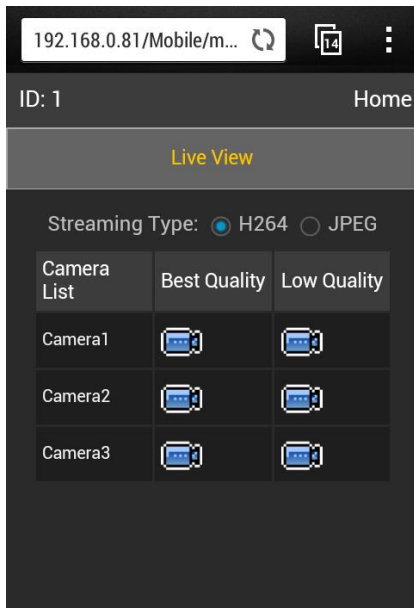 192.168.0.81/Mobile/m... 14
ID: 1 Home
Live View
Streaming Type: H264 JPEG
Camera List Best Quality Low Quality
Camera1
Camera2
Camera3